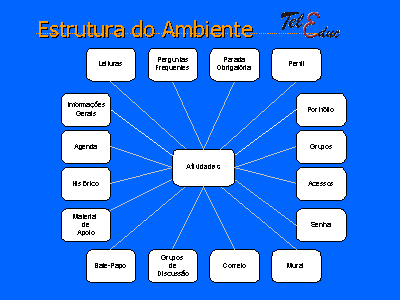 Estrutura do Ambiente
TelEduc
Leituras
Perguntas
Frequentes
Parada
Obrigatória
Perfil
Informações
Gerais
Portfólio
Agenda
Grupos
Atividades
Histórico
Acessos
Material
de
Apoio
Senha
Bate-Papo
Grupos
de
Discussão
Correio
Mural